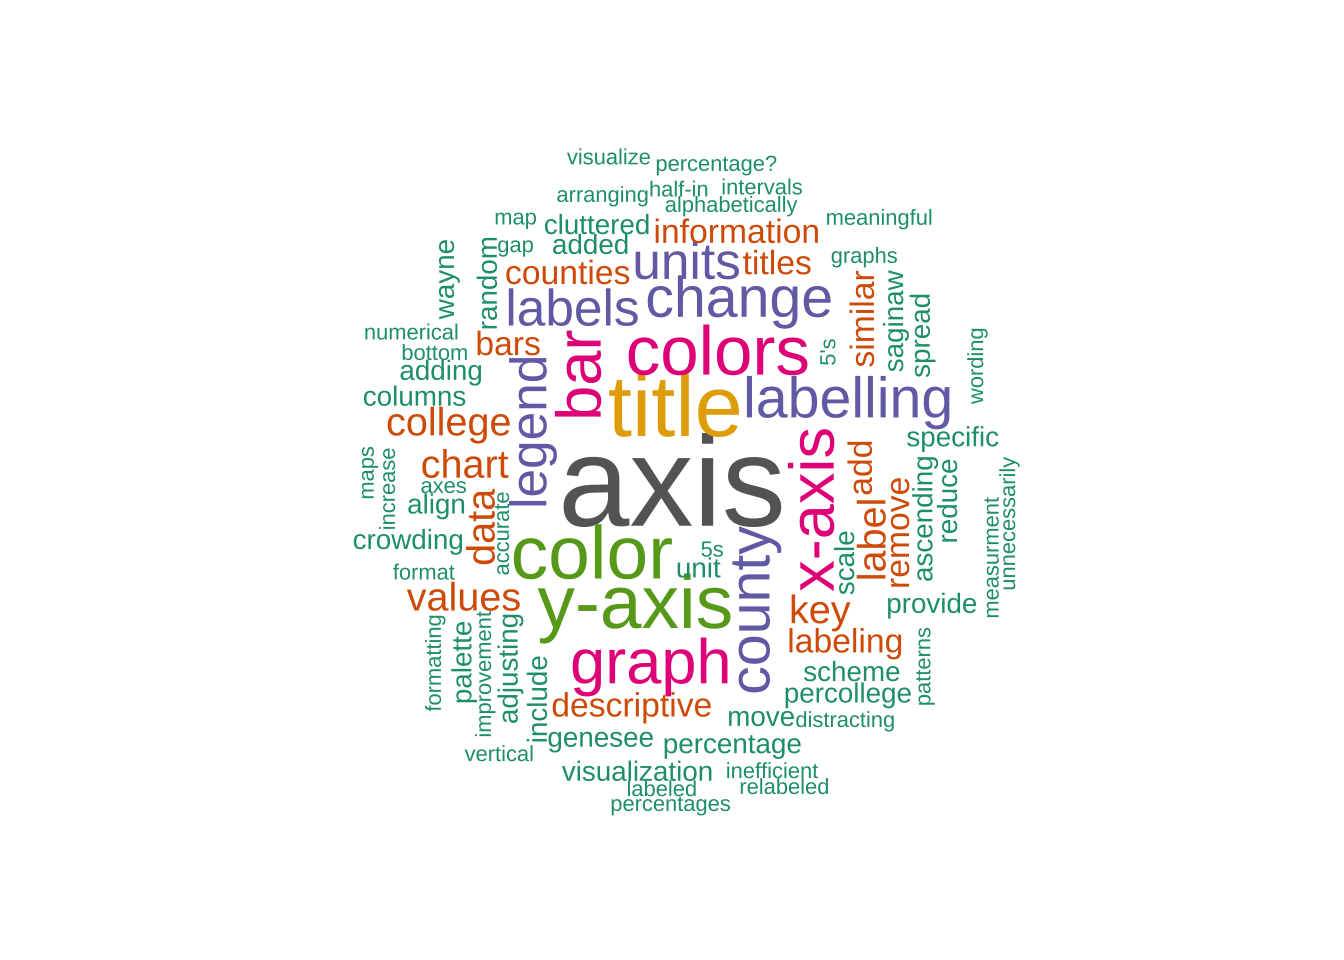 visualize
percentage?
arranging
half-in
intervals
alphabetically
map
cluttered
information
meaningful
gap
added
units
titles
graphs
wayne
random
counties
labels
change
similar
saginaw
spread
numerical
bottom
bars
bar
colors
5's
wording
adding
columns
college
legend
title
labelling
specific
maps
increase
chart
axes
align
data
accurate
axis
x-axis
add
label
remove
ascending
reduce
crowding
format
color
5s
unit
county
scale
measurment
unnecessarily
values
y-axis
key
provide
labeling
formatting
palette
improvement
adjusting
include
graph
scheme
percollege
patterns
descriptive
move
distracting
vertical
genesee
percentage
visualization
inefficient
labeled
relabeled
percentages